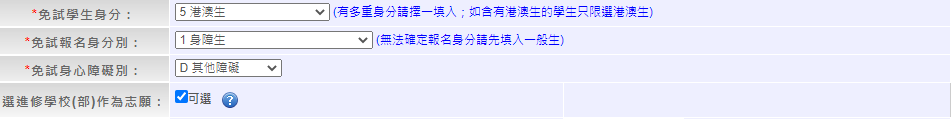 *免試學生身分： 5 港澳生 (有多重身分請擇一填入；如含有港澳生的學生只限選港澳生)
*免試報名身分別： 1 身障生 (無法確定報名身分請先填入一般生)
*免試身心障礙別： D 其他障礙
選進修學校(部)作為志願： 可選 ?